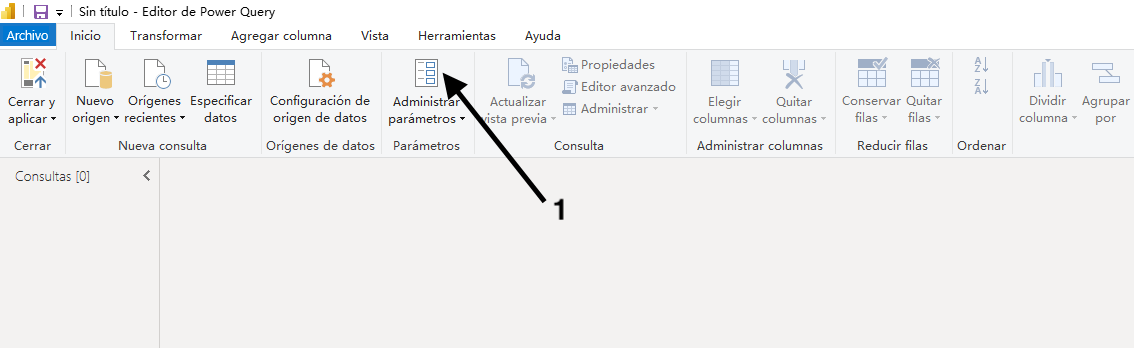 Sin título - Editor de Power Query
Archivo Inicio Transformar Agregar columna Vista Herramientas Ayuda
Cerrar y aplicar
Nuevo origen
Orígenes recientes
Especificar datos
Configuración de origen de datos
Administrar parámetros
Actualizar vista previa
Propiedades
Editor avanzado
Administrar
Elegir columnas
Quitar columnas
Conservar filas
Quitar filas
A
Z
Z
A
Dividir columna
Agrupar por
Cerrar Nueva consulta Orígenes de datos Parámetros Consulta Administrar columnas Reducir filas Ordenar
Consultas [0]
1